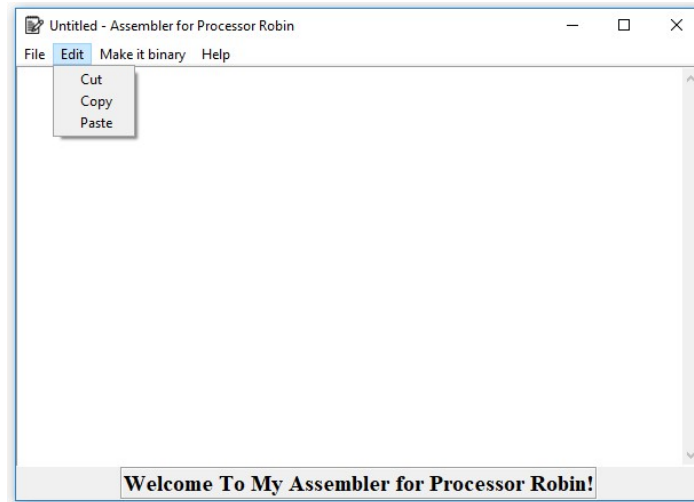 Untitled - Assembler for Processor Robin
File Edit Make it binary Help
Cut
Copy
Paste
Welcome To My Assembler for Processor Robin!